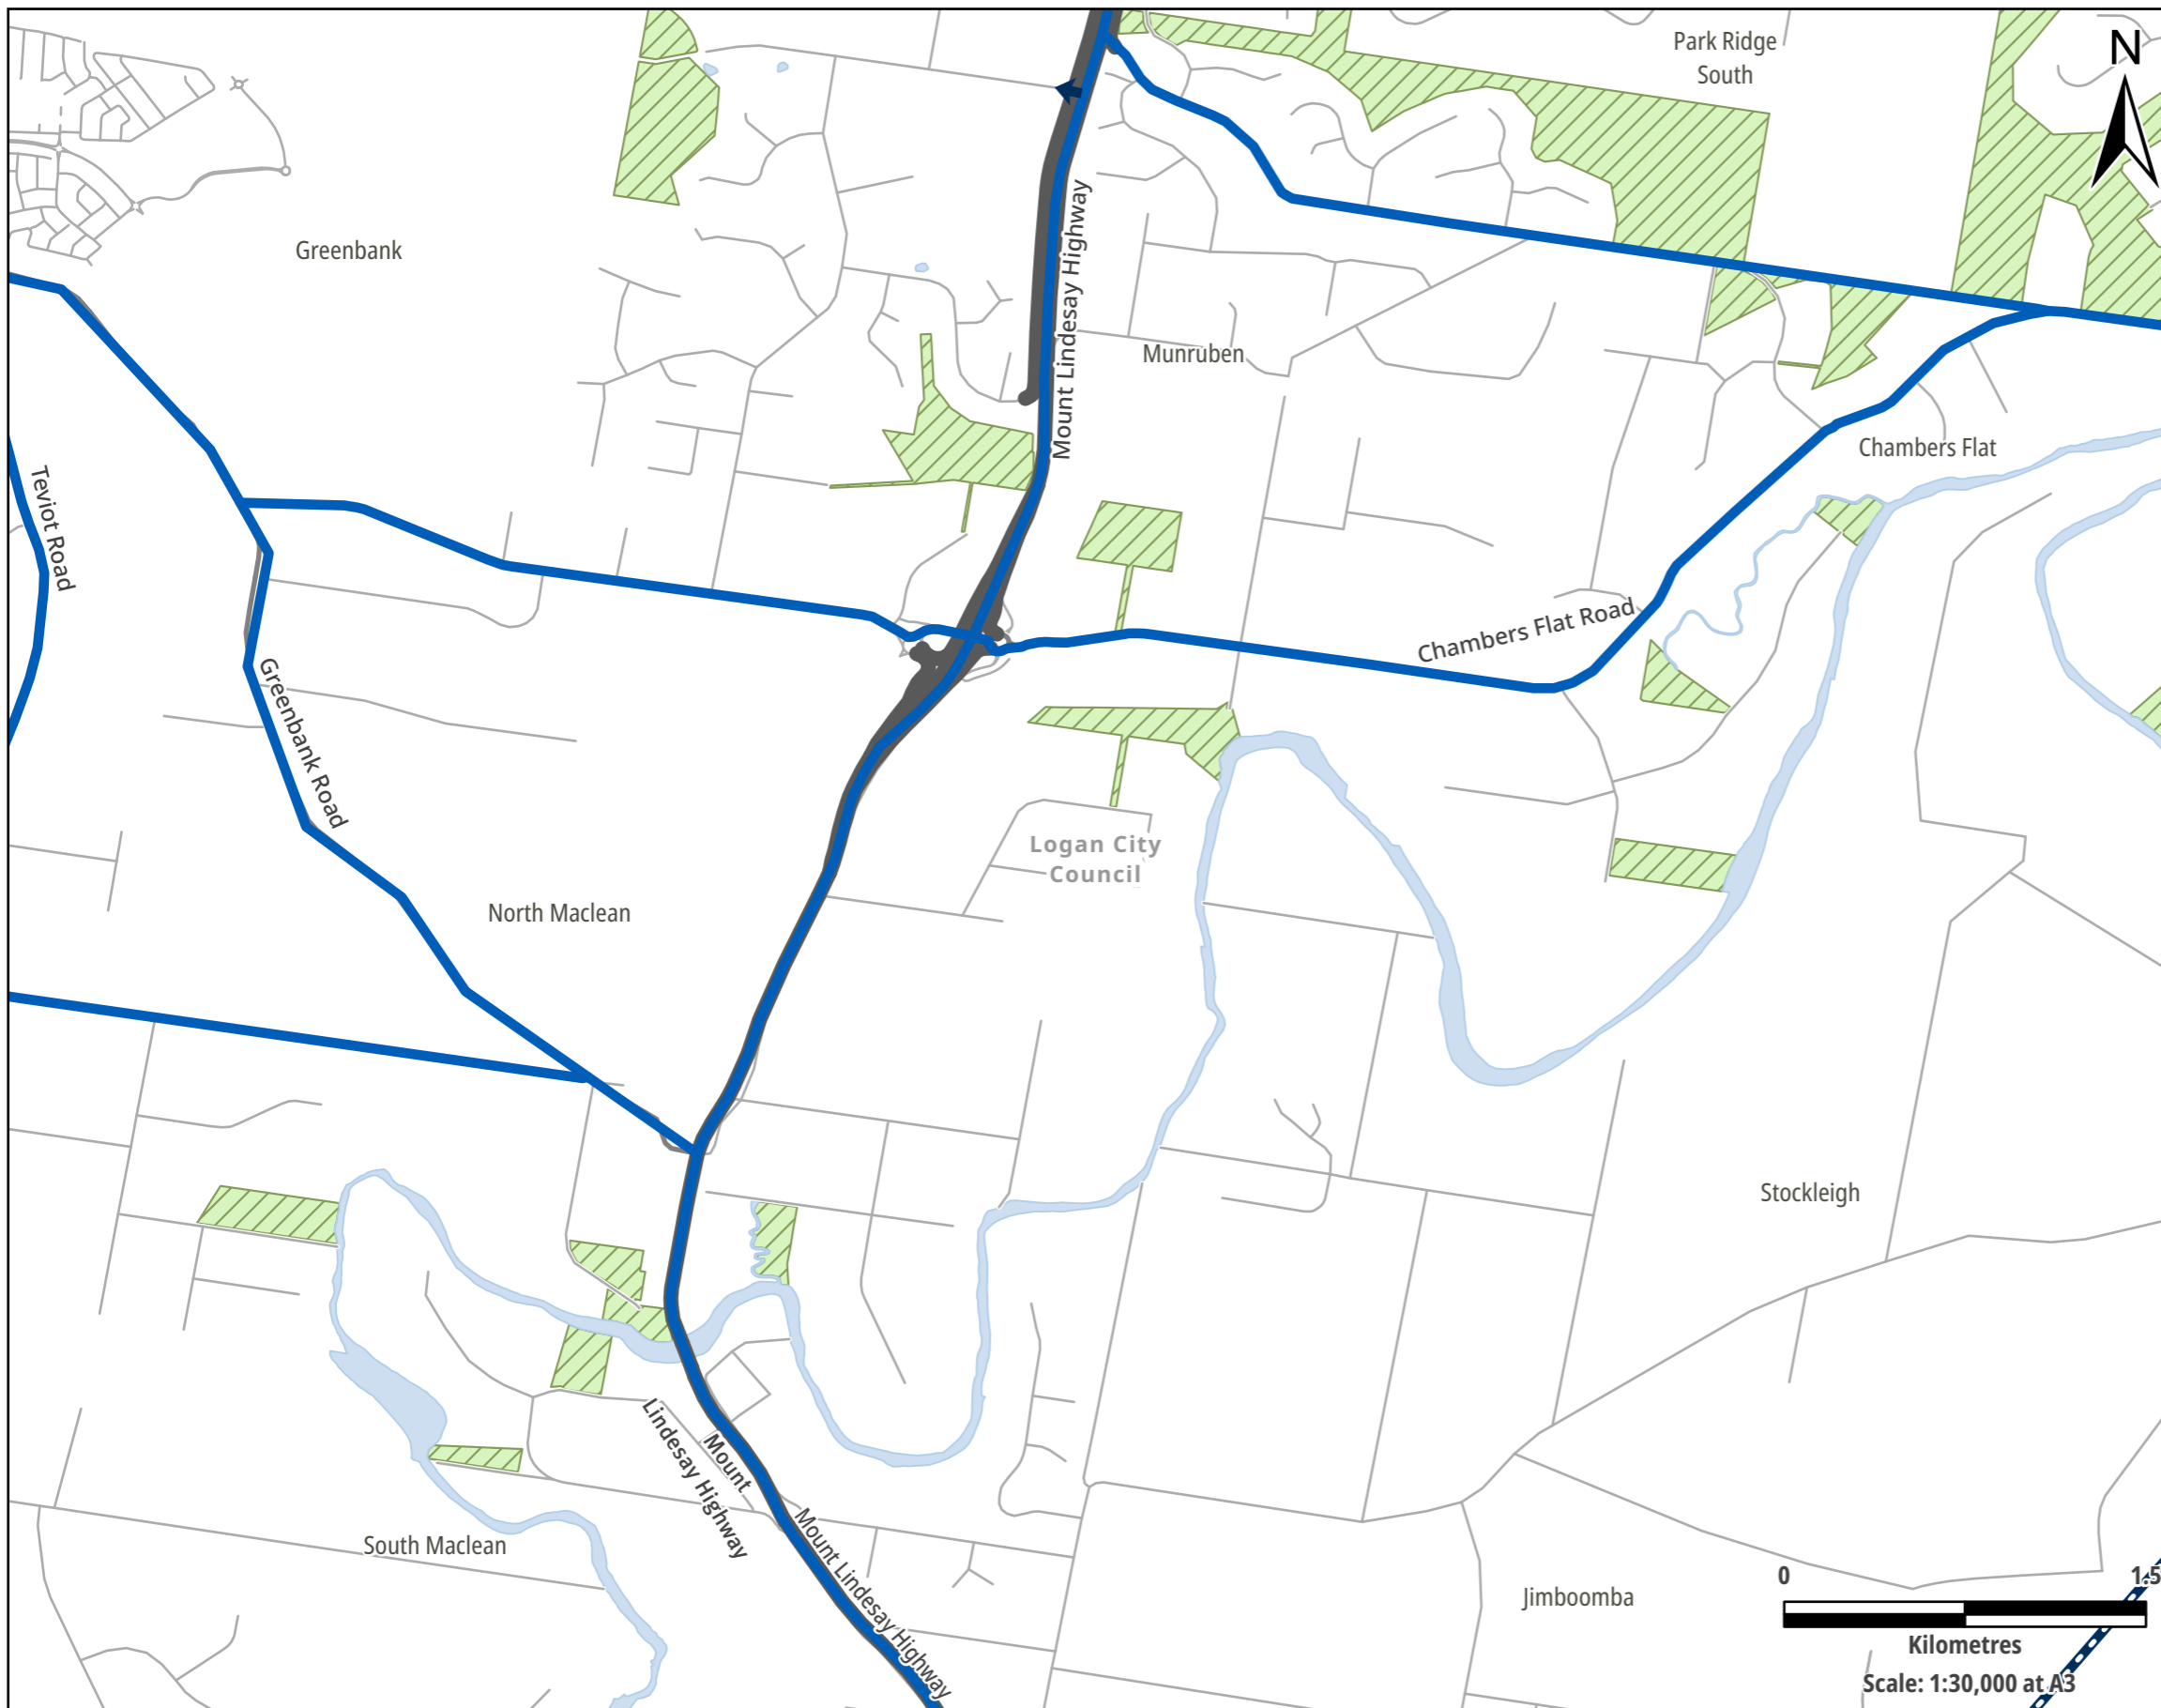 Park Ridge
South
N
Greenbank
Mount Lindesay Highway
Munruben
Chambers Flat
Teviot Road
Chambers Flat Road
Greenbank Road
Logan City
Council
North Maclean
Stockleigh
Mount
Lindesay Highway
South Maclean
Mount Lindesay Highway
Jimboomba
0 1.5
Kilometres
Scale: 1:30,000 at A3